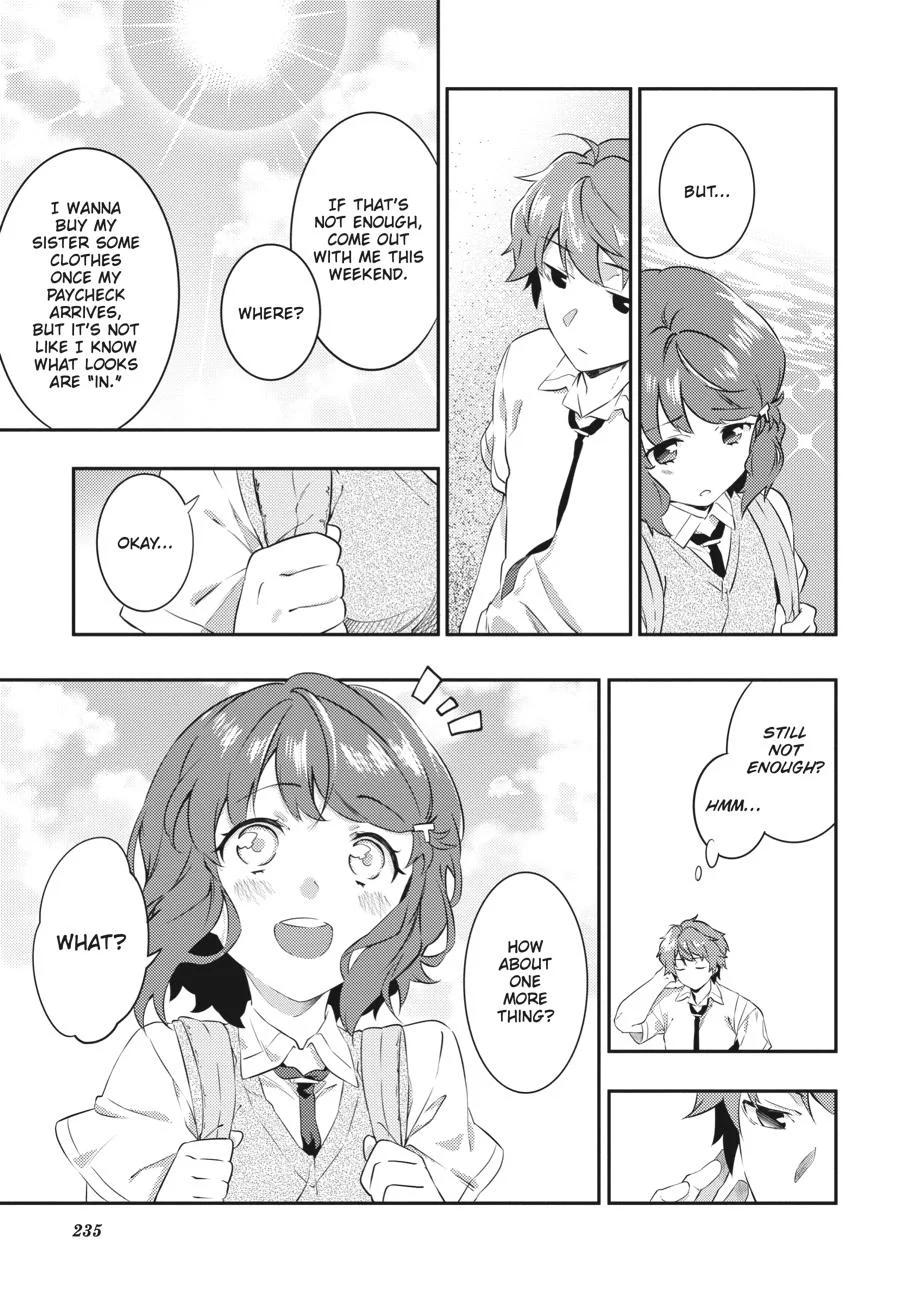 BUT...
IF THAT'S
NOT ENOUGH,
COME OUT
WITH ME THIS
WEEKEND.
WHERE?
I WANNA
BUY MY
SISTER SOME
CLOTHES
ONCE MY
PAYCHECK
ARRIVES,
BUT IT'S NOT
LIKE I KNOW
WHAT LOOKS
ARE "IN."
OKAY...
STILL
NOT
ENOUGH?
HMM...
HOW
ABOUT
ONE
MORE
THING?
WHAT?
235